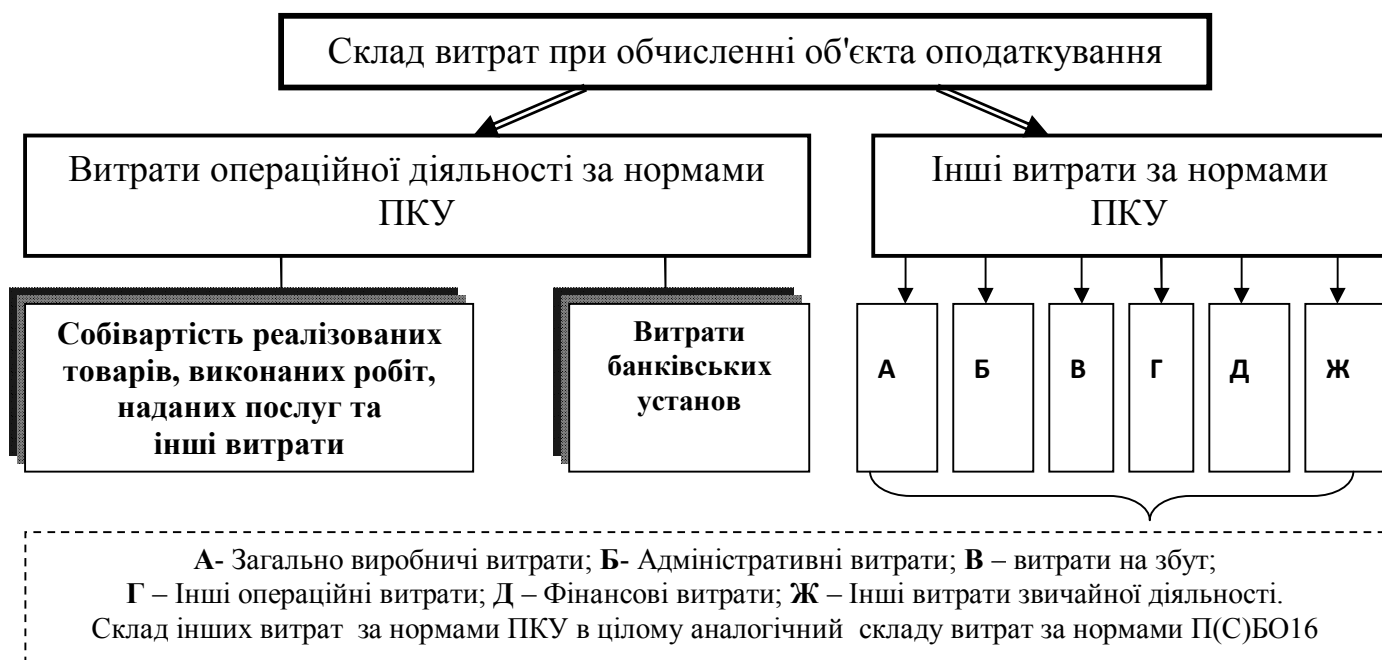 Склад витрат при обчисленні об'єкта оподаткування
Витрати операційної діяльності за нормами
ПКУ
Інші витрати за нормами
ПКУ
Собівартість реалізованих
товарів, виконаних робіт,
наданих послуг та
інші витрати
Витрати
банківських
установ
А
Б
В
Г
Д
Ж
А- Загально виробничі витрати; Б- Адміністративні витрати; В – витрати на збут;
Г – Інші операційні витрати; Д – Фінансові витрати; Ж – Інші витрати звичайної діяльності.
Склад інших витрат за нормами ПКУ в цілому аналогічний складу витрат за нормами П(С)БО16